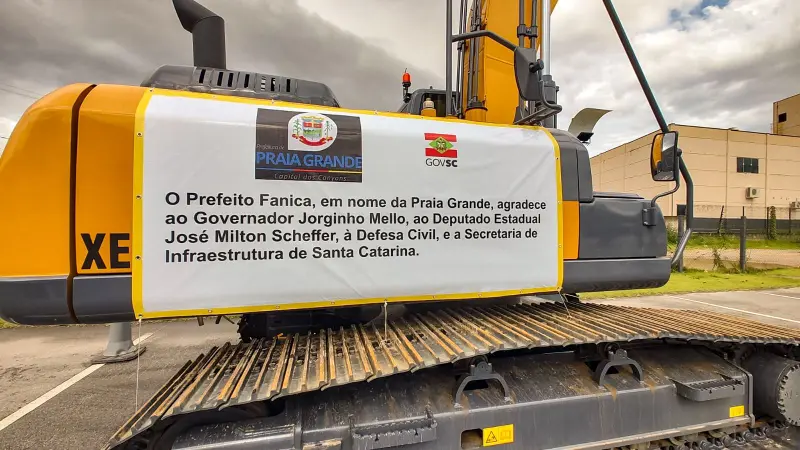 PRAIA GRANDE
Capital dos Canyons
GOVSC
O Prefeito Fanica, em nome da Praia Grande, agradece
ao Governador Jorginho Mello, ao Deputado Estadual
José Milton Scheffer, à Defesa Civil, e a Secretaria de
Infraestrutura de Santa Catarina.
XE